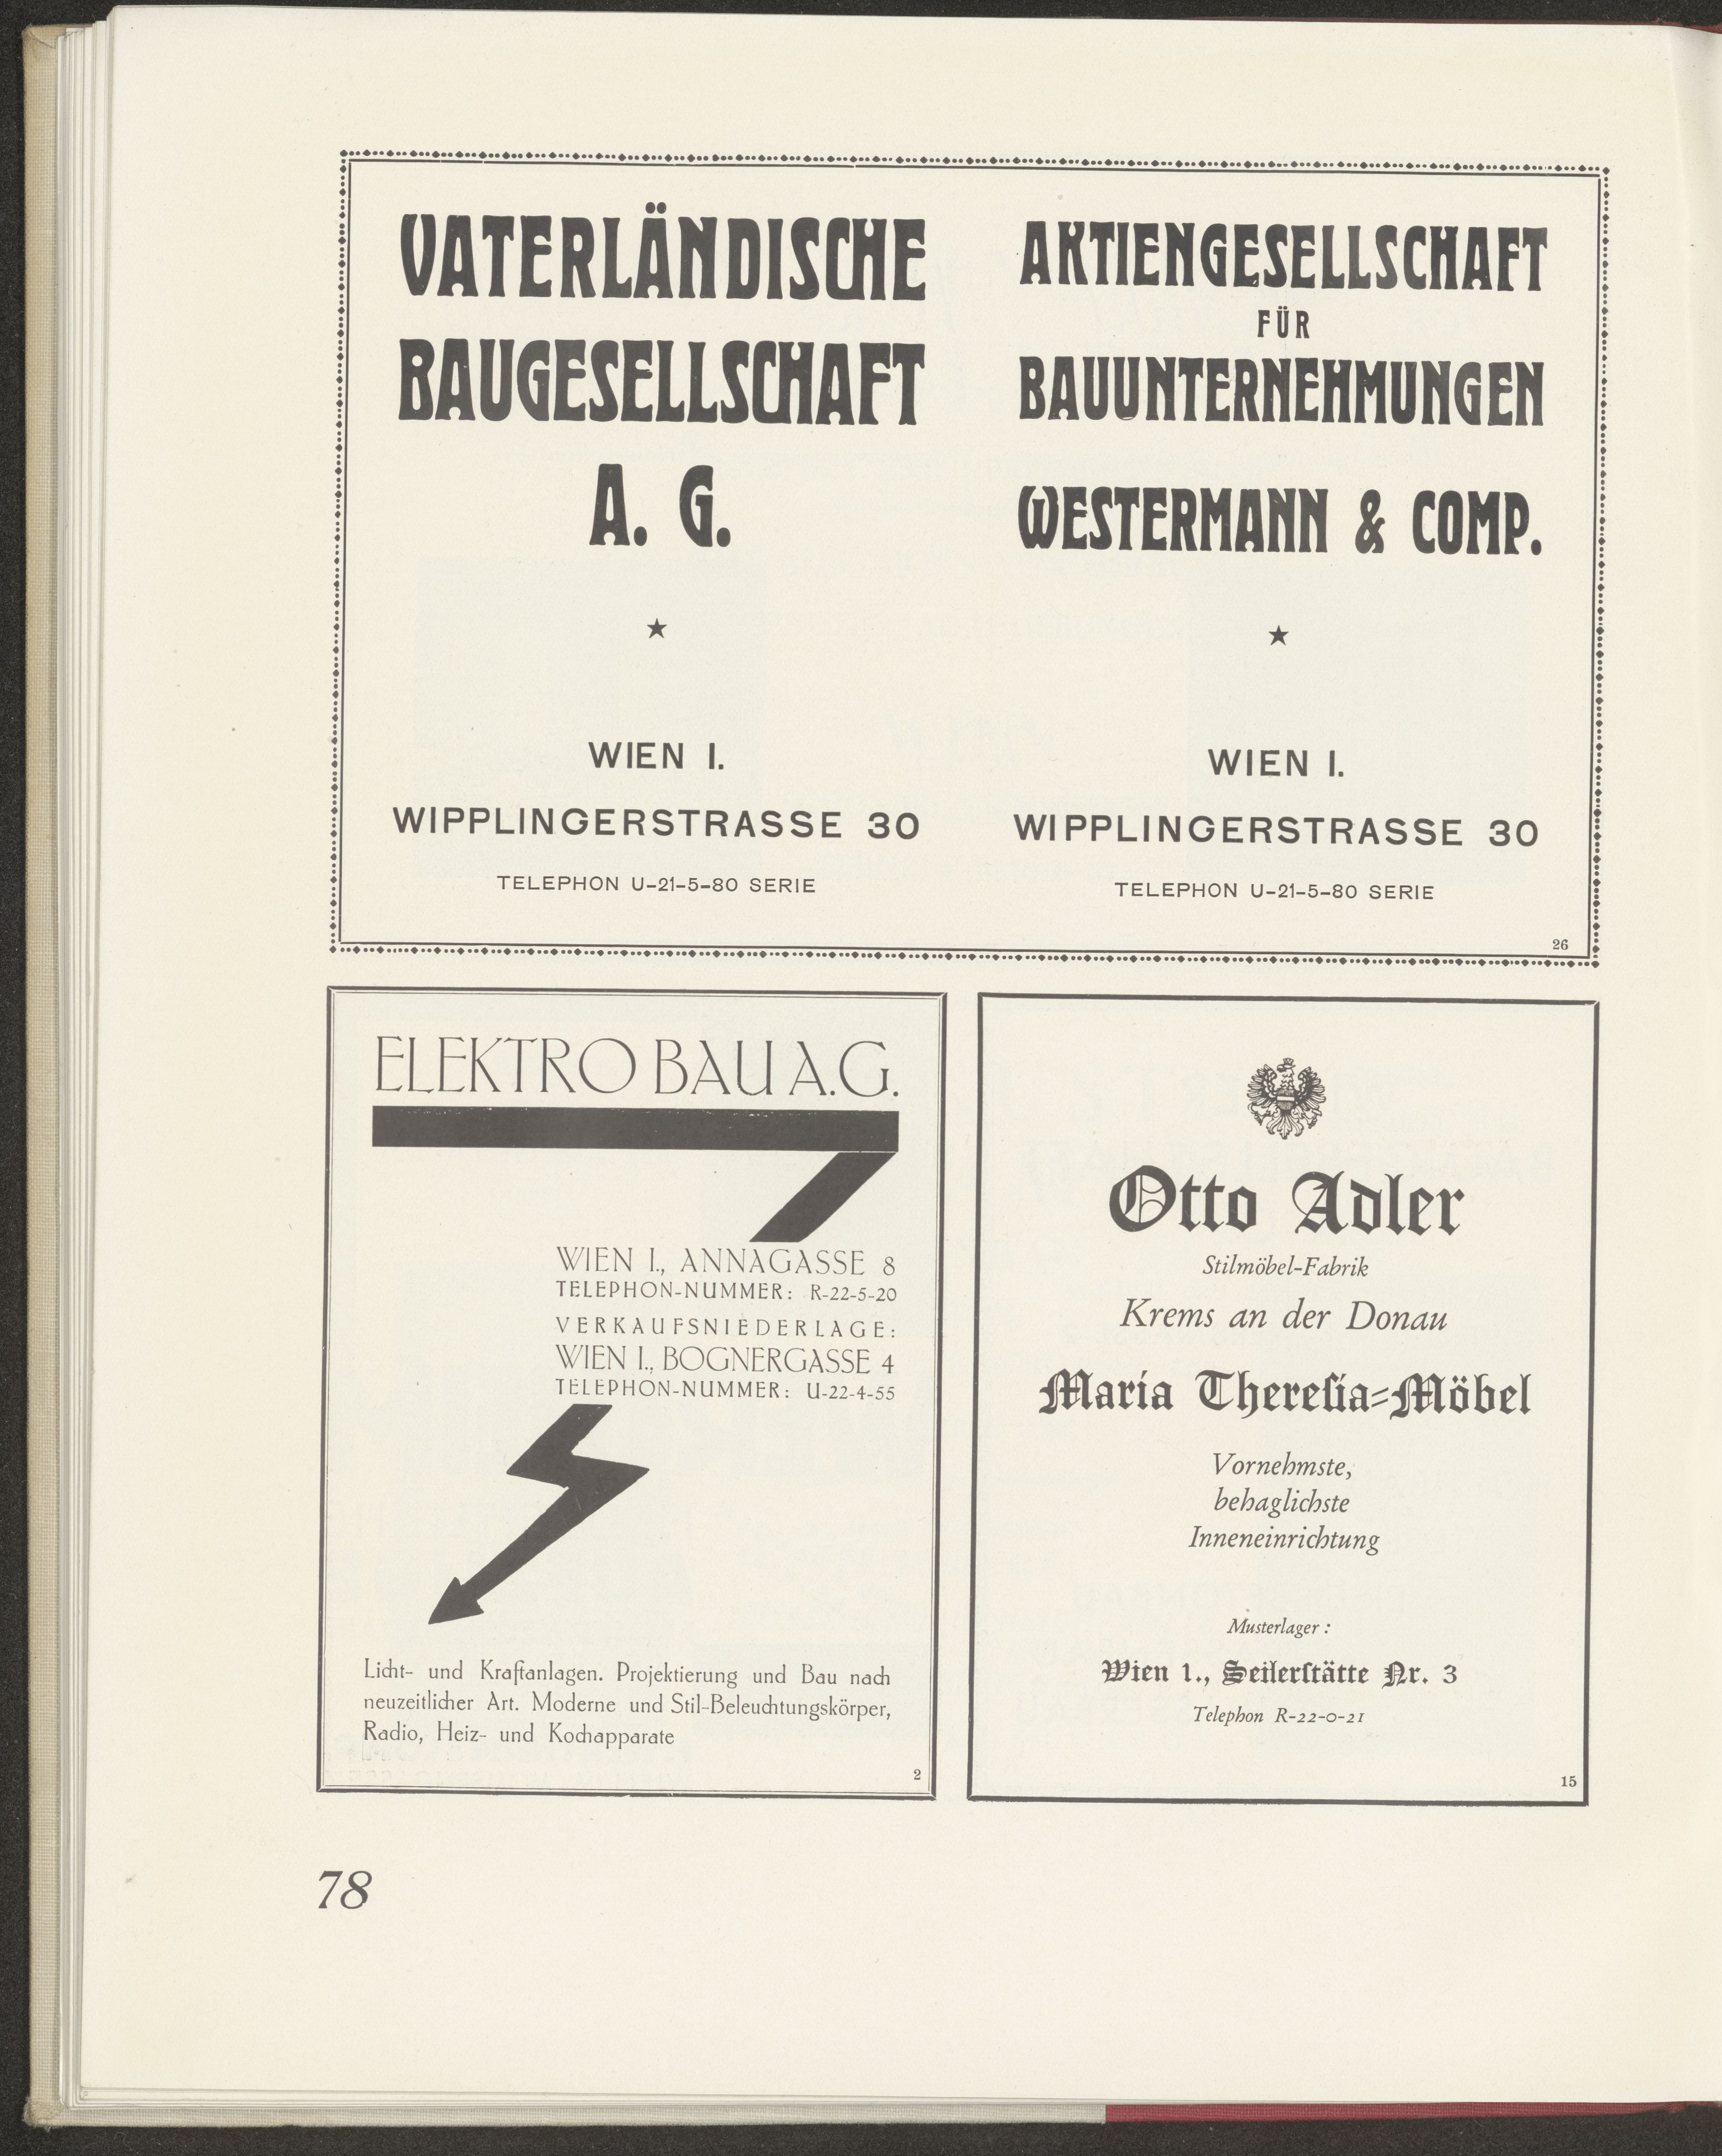 VATERLÄNDISCHE
BAUGESELLSCHAFT
A. G.
★
WIEN I.
WIPPLINGERSTRASSE 30
TELEPHON U-21-5-80 SERIE
AKTIENGESELLSCHAFT
FÜR
BAUUNTERNEHMUNGEN
WESTERMANN & COMP.
★
WIEN I.
WIPPLINGERSTRASSE 30
TELEPHON U-21-5-80 SERIE
26
ELEKTRO BAU A.G.
WIEN I., ANNAGASSE 8
TELEPHON-NUMMER: R-22-5-20
VERKAUFSNIEDERLAGE:
WIEN I., BOGNERGASSE 4
TELEPHON-NUMMER: U-22-4-55
Licht- und Kraftanlagen. Projektierung und Bau nach
neuzeitlicher Art. Moderne und Stil-Beleuchtungskörper,
Radio, Heiz- und Kochapparate
2
Otto Adler
Stilmöbel-Fabrik
Krems an der Donau
Maria Thereſia-Möbel
Vornehmste,
behaglichste
Inneneinrichtung
Musterlager :
Wien 1., Seilerſtätte Nr. 3
Telephon R-22-0-21
15
78